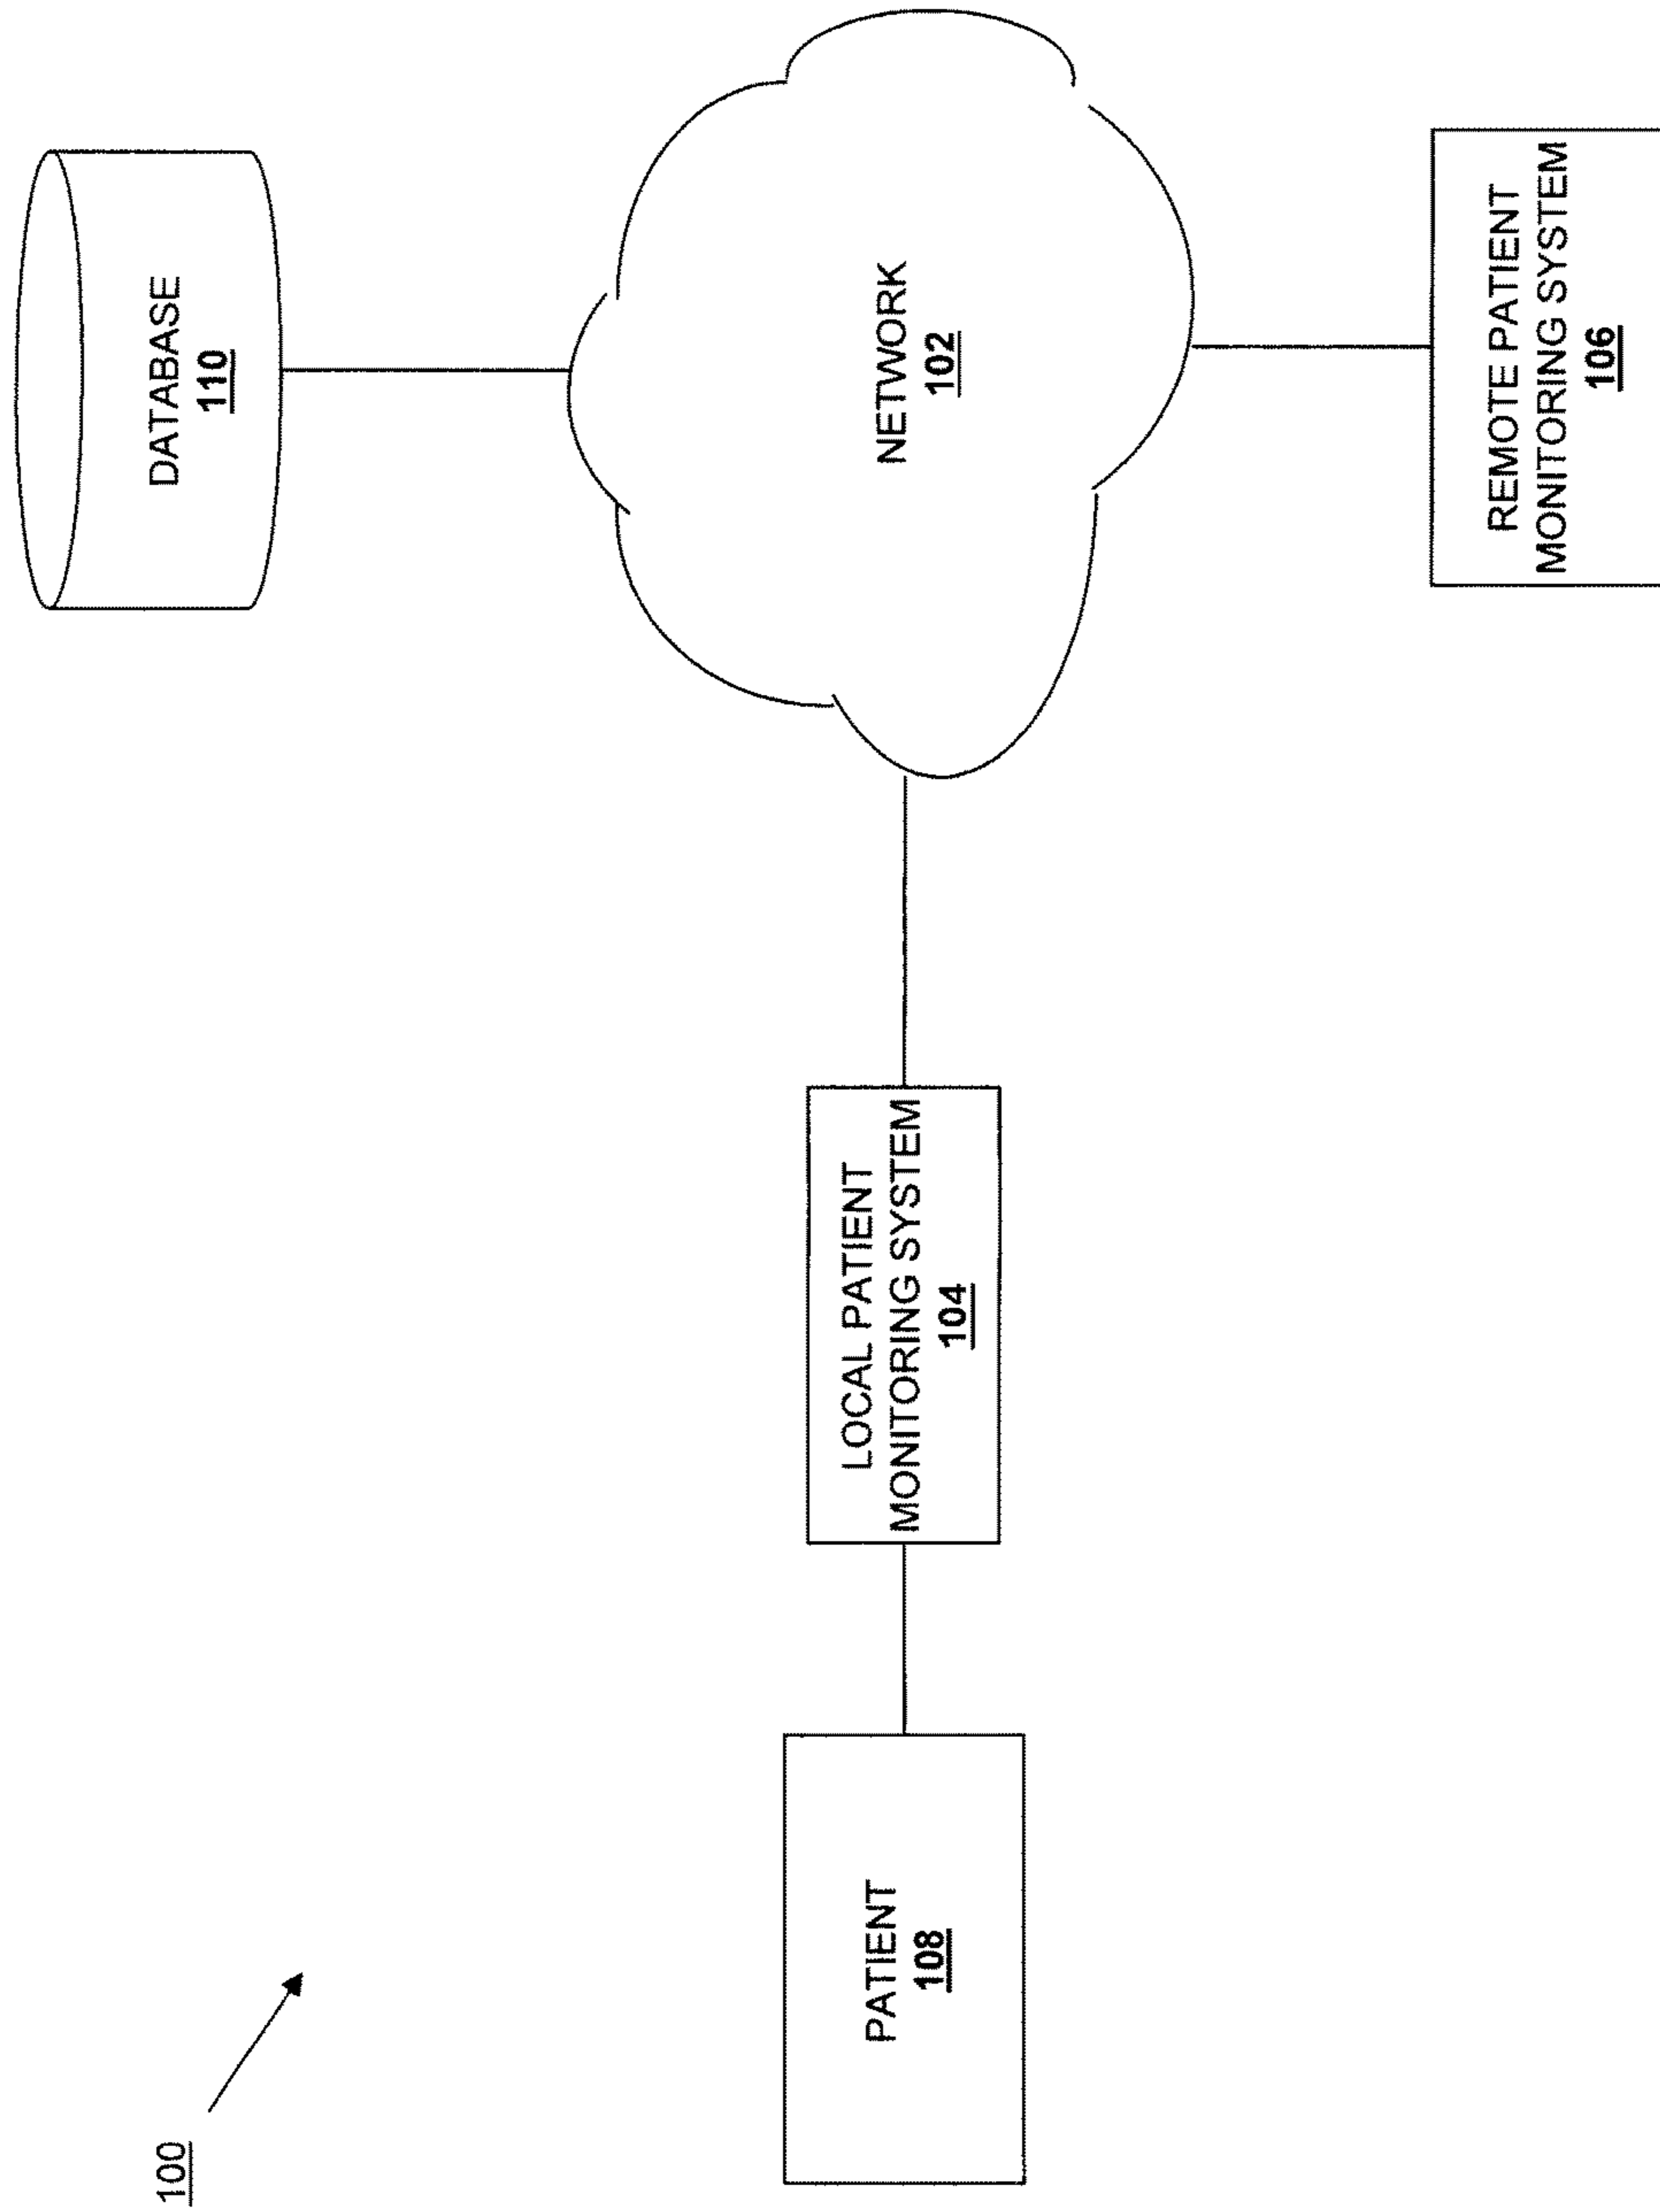 100
PATIENT
108
LOCAL PATIENT
MONITORING SYSTEM
104
DATABASE
110
NETWORK
102
REMOTE PATIENT
MONITORING SYSTEM
106